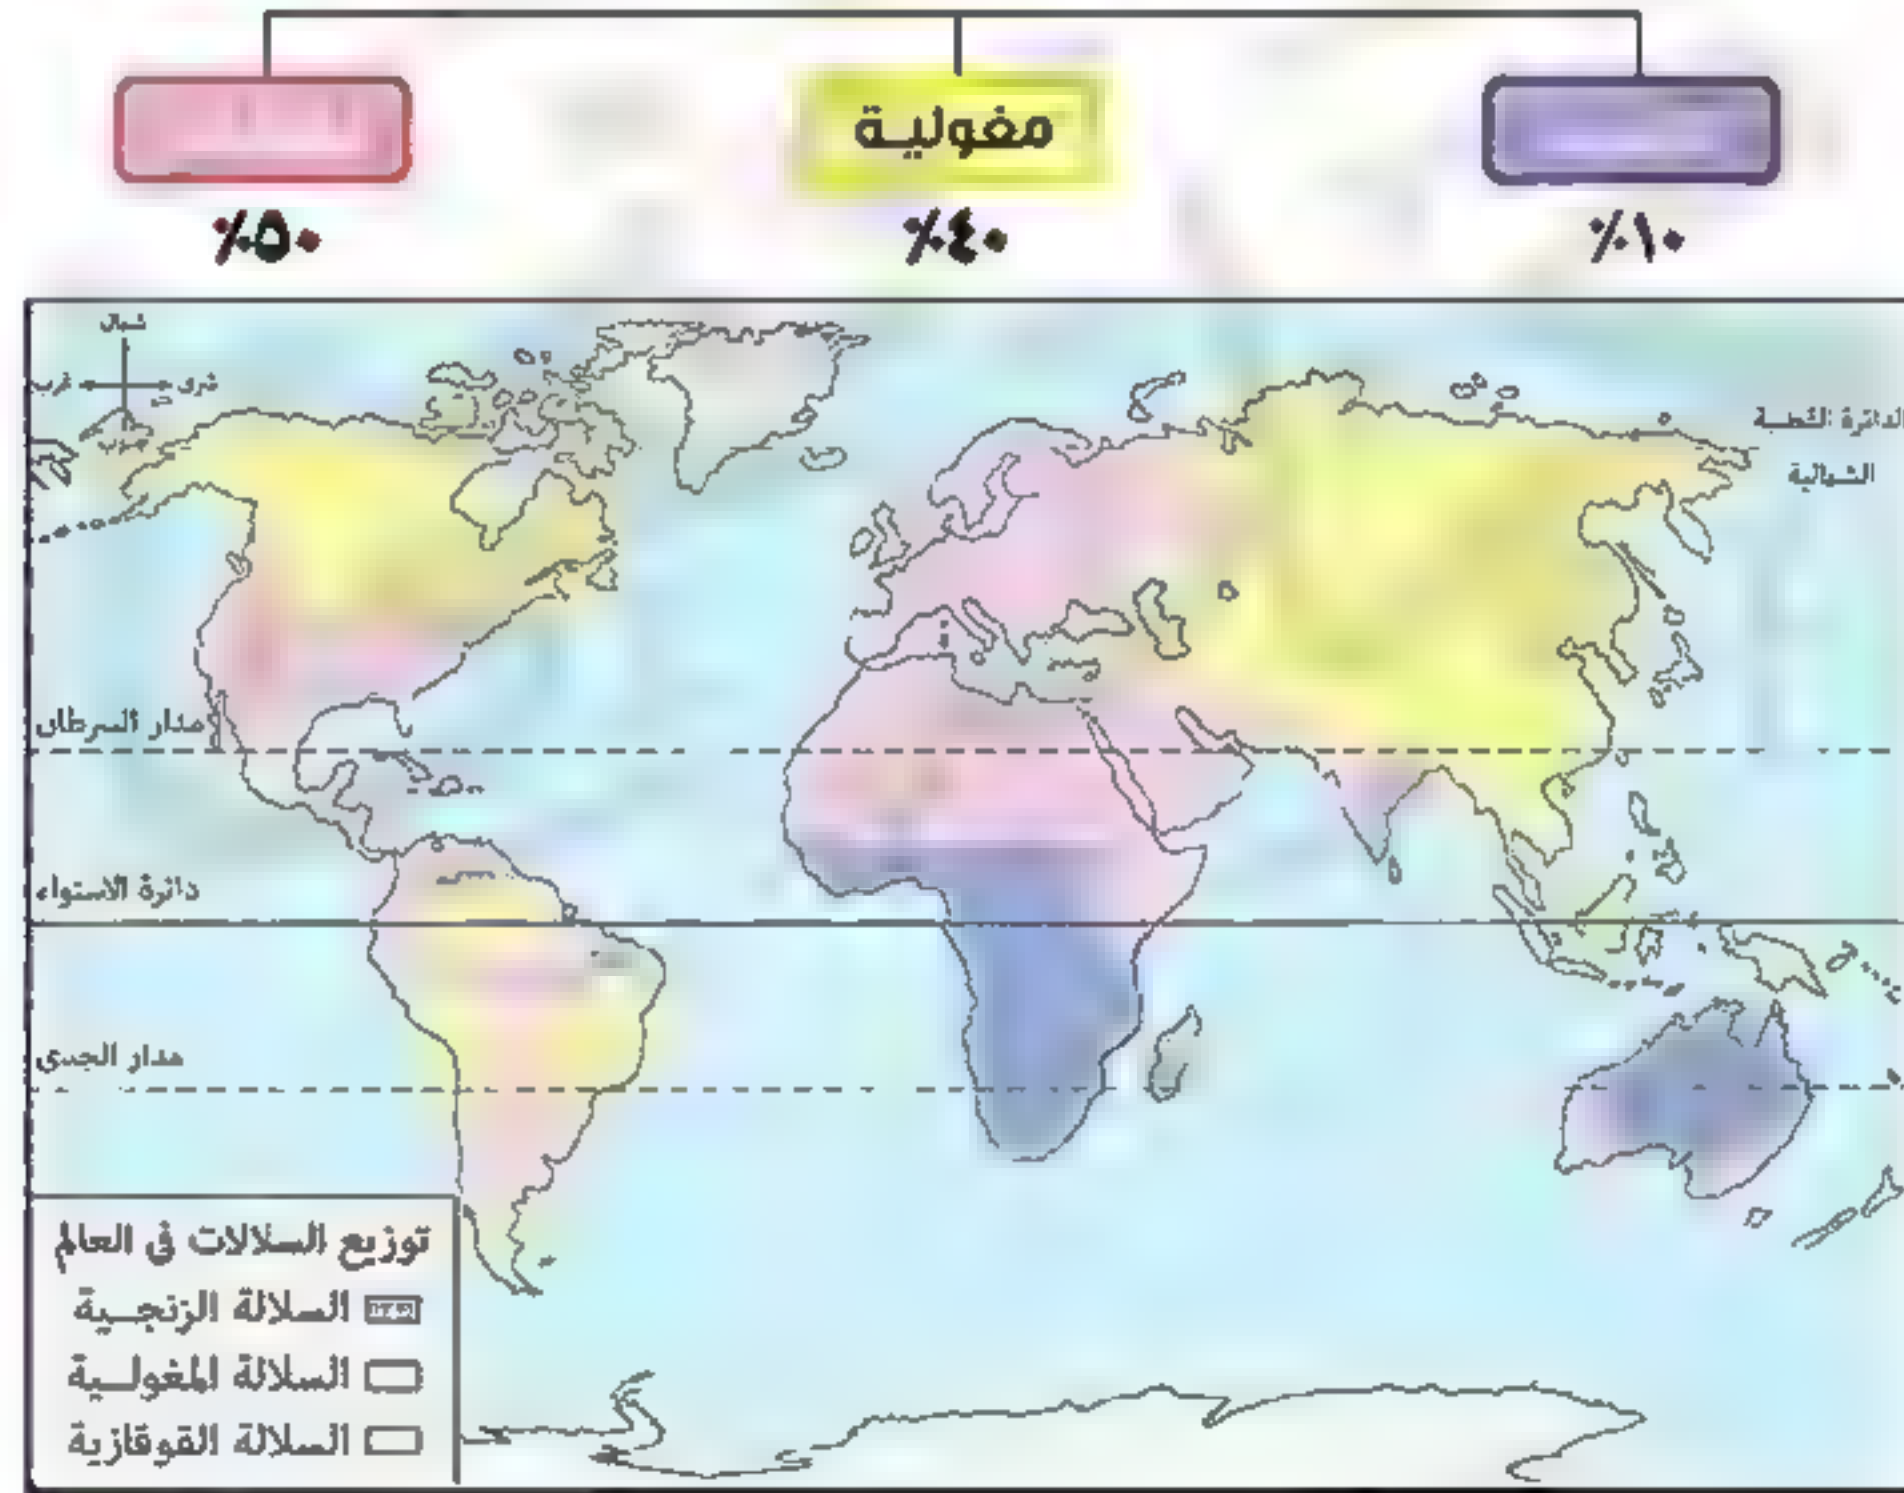 مغولية
٪١٠
٪٤٠
٪٥٠
شمال
غرب
شرق
جنوب
الدائرة القطبية
الشمالية
مدار السرطان
دائرة الاستواء
مدار الجدى
توزيع السلالات فى العالم
السلالة الزنجية
السلالة المغولية
السلالة القوقازية